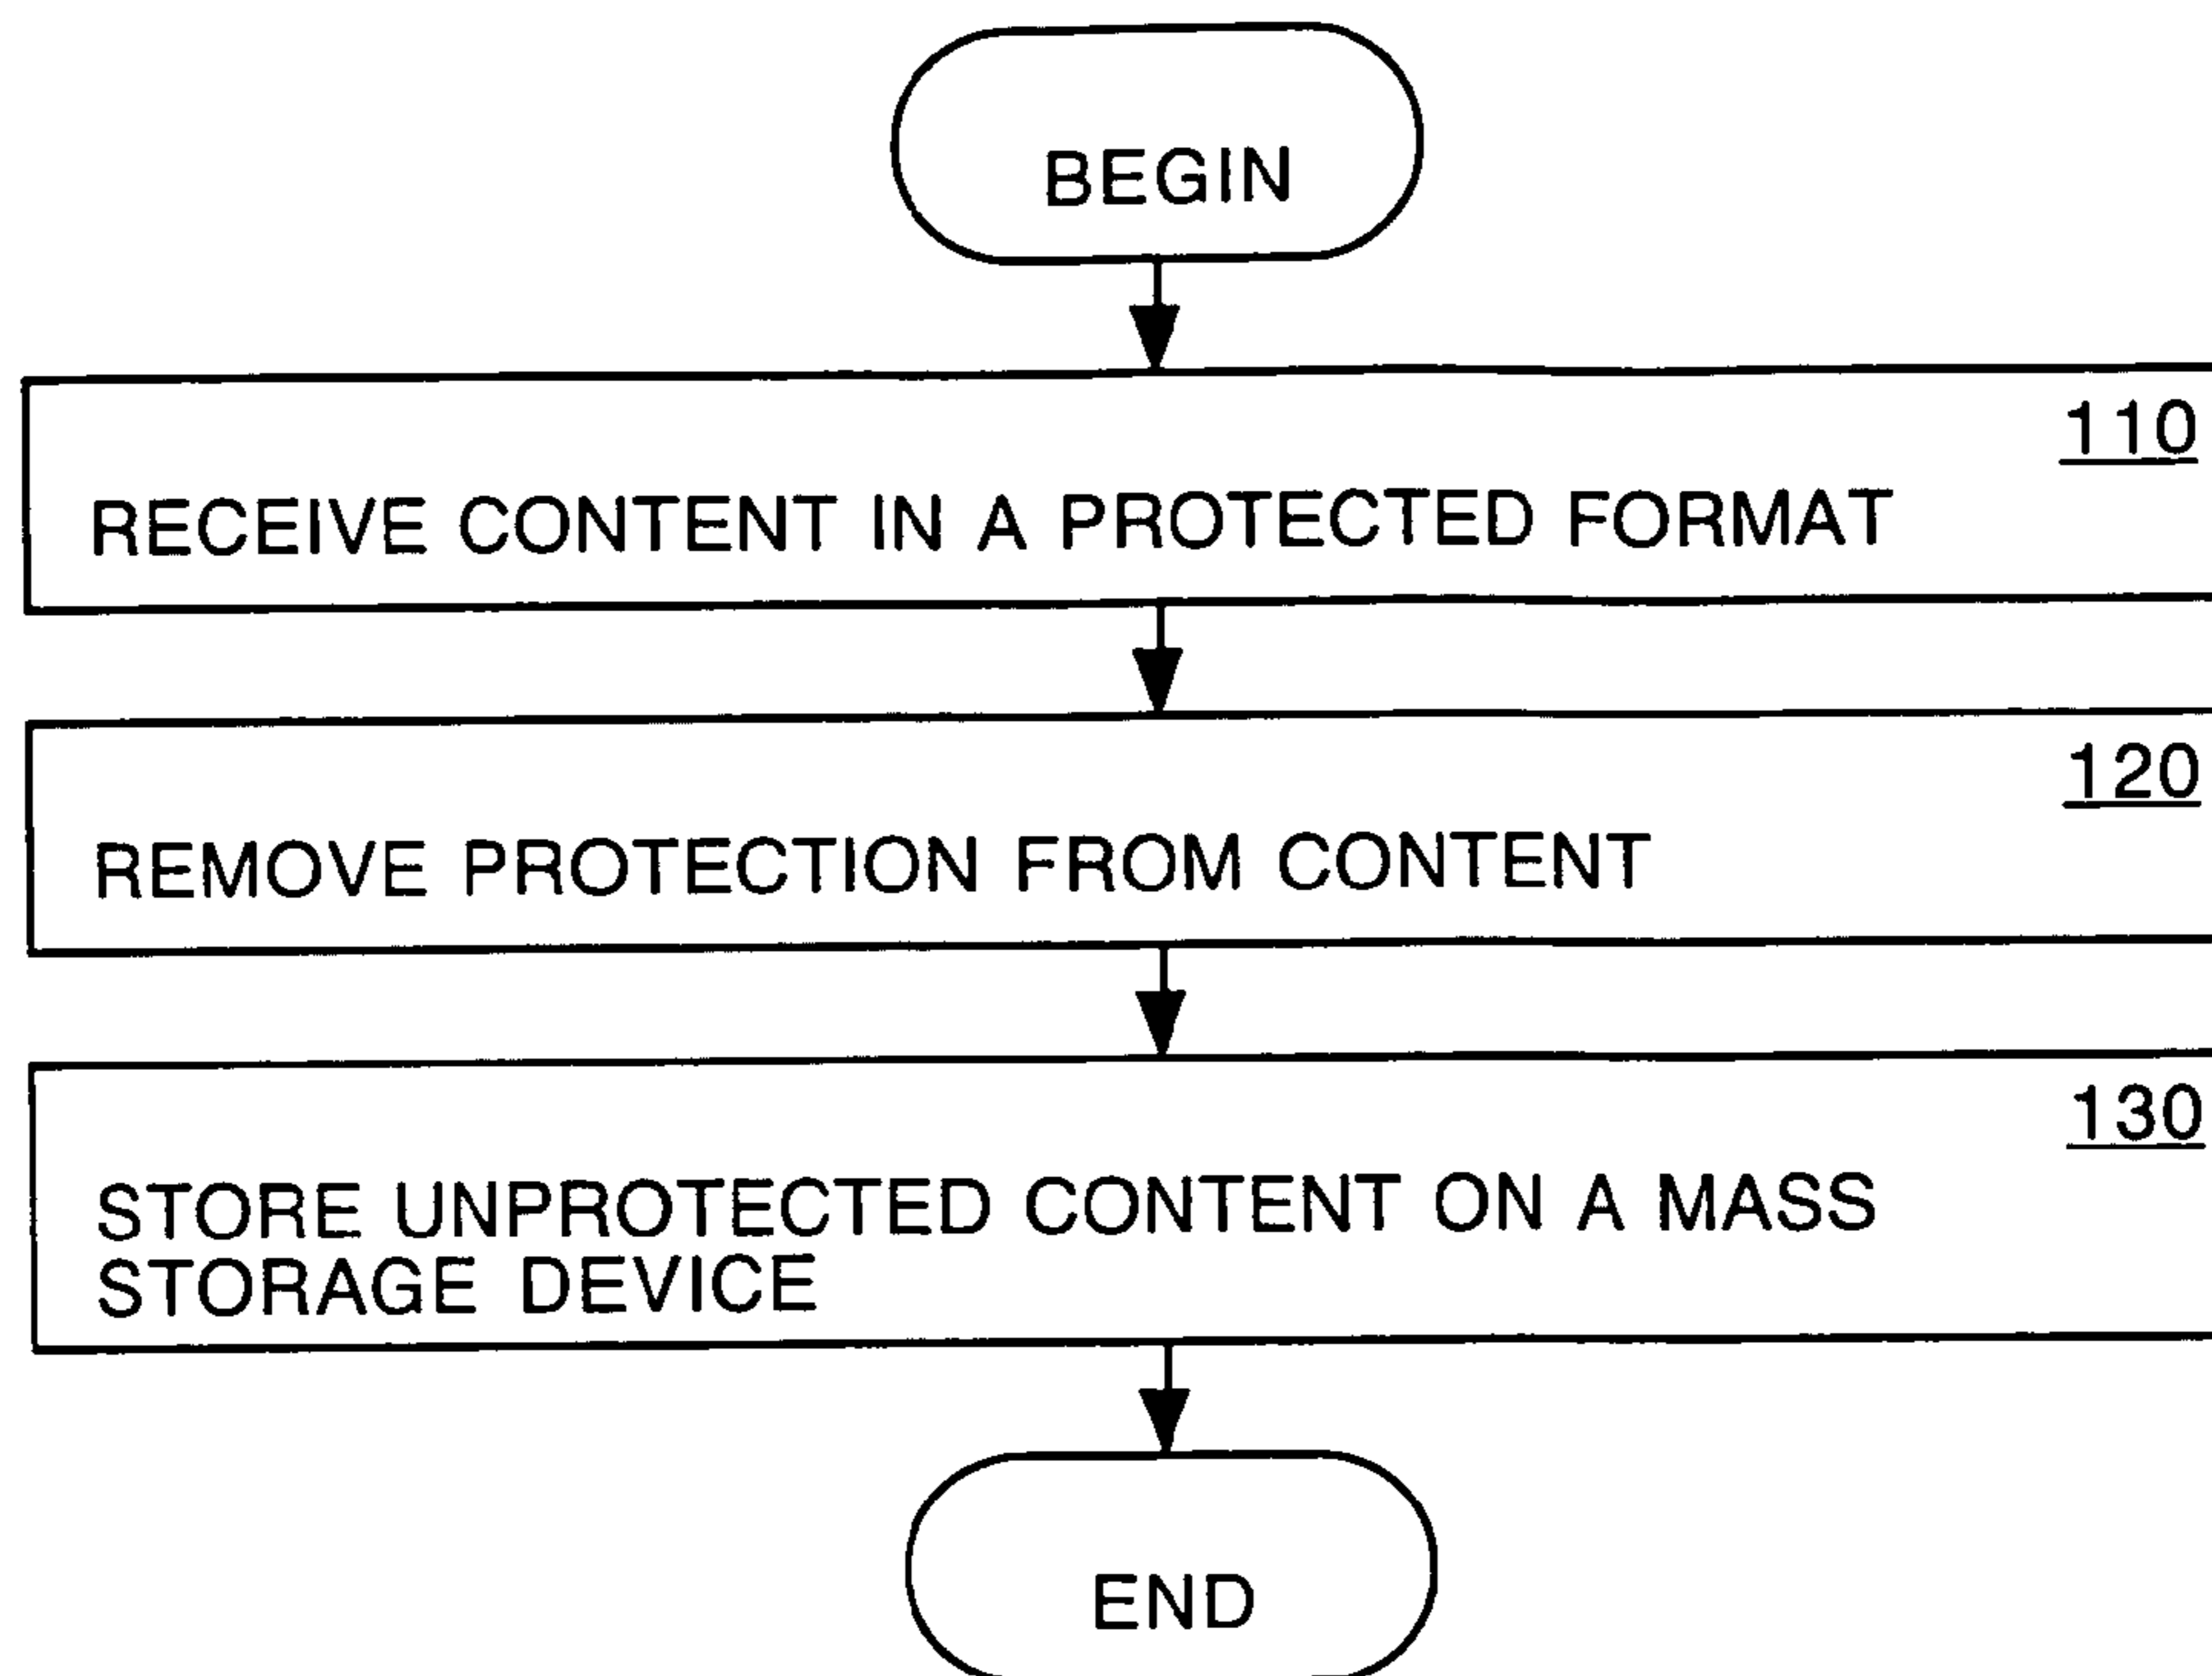 BEGIN
110
RECEIVE CONTENT IN A PROTECTED FORMAT
120
REMOVE PROTECTION FROM CONTENT
130
STORE UNPROTECTED CONTENT ON A MASS
STORAGE DEVICE
END